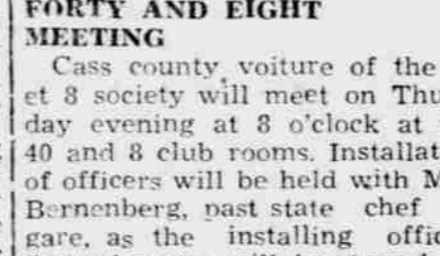 FORTY AND EIGHT
MEETING
Cass county voiture of the
et 8 society will meet on Thu
day evening at 8 o'clock at
40 and 8 club rooms. Installat
of officers will be held with M
Bernenberg, past state chef
gare, as the installing offic